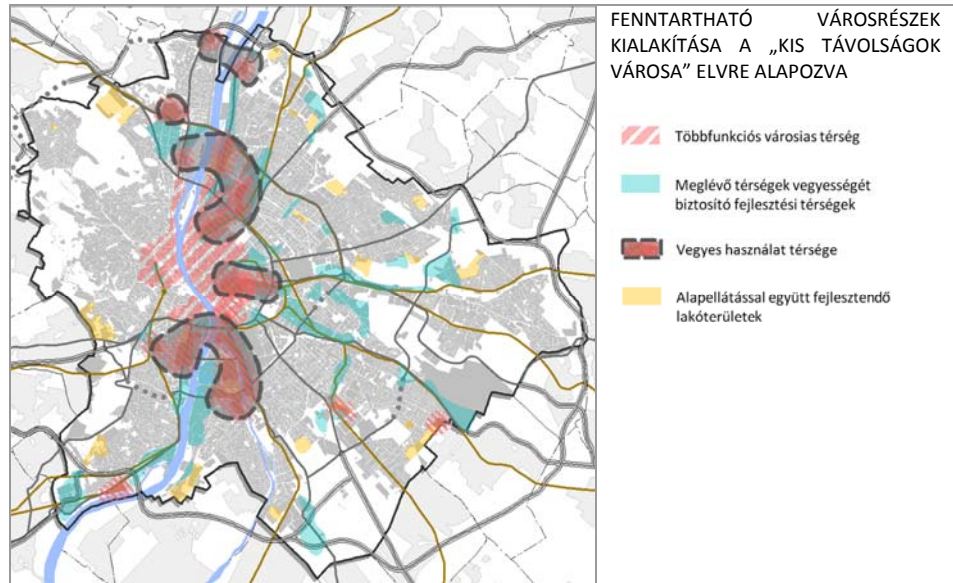 FENNTARTHATÓ VÁROSRÉSZEK
KIALAKÍTÁSA A „KIS TÁVOLSÁGOK
VÁROSA” ELVRE ALAPOZVA
Többfunkciós városias térség
Meglévő térségek vegyességét
biztosító fejlesztési térségek
Vegyes használat térsége
Alapellátással együtt fejlesztendő
lakóterületek